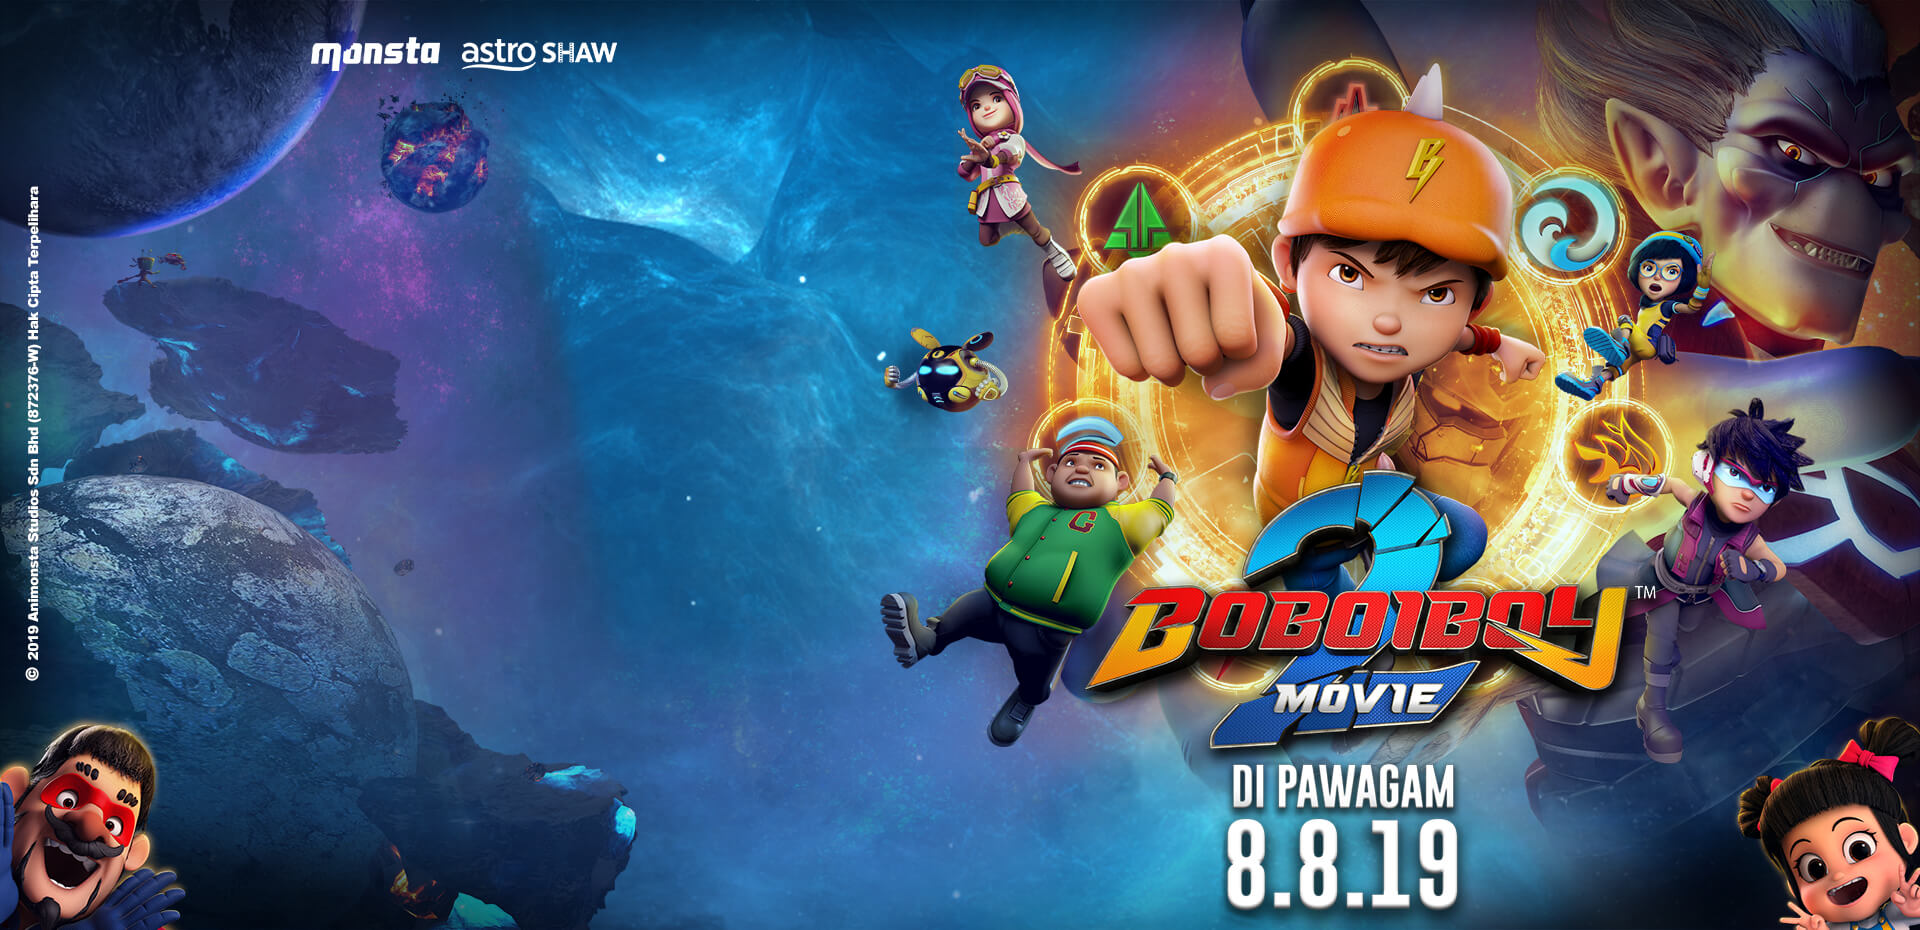 monsta astro SHAW
© 2019 Animonsta Studios Sdn Bhd (872376-W) Hak Cipta Terpelihara
B
G
2
BOBOIBOY™
MOVIE
DI PAWAGAM
8.8.19